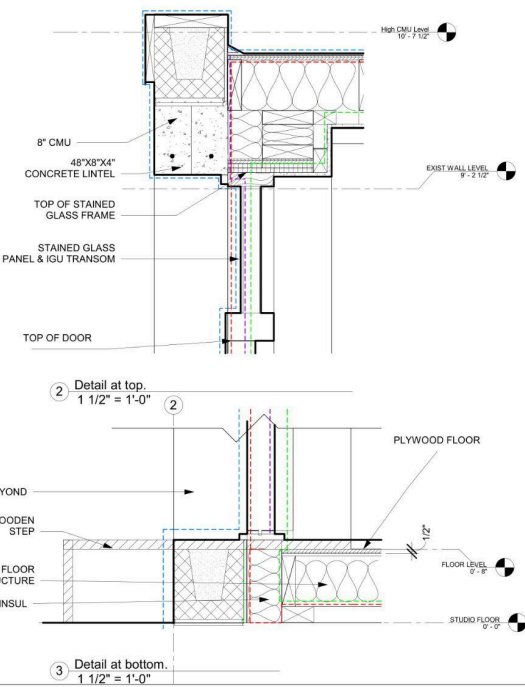 High CMU Level
10' - 7 1/2"
8" CMU
48"X8"X4"
CONCRETE LINTEL
EXIST WALL LEVEL
9' - 2 1/2"
TOP OF STAINED
GLASS FRAME
STAINED GLASS
PANEL & IGU TRANSOM
TOP OF DOOR
2 Detail at top.
1 1/2" = 1'-0"
2
PLYWOOD FLOOR
YOND
OODEN
STEP
1/2"
FLOOR
UCTURE
FLOOR LEVEL
0' - 8"
INSUL
STUDIO FLOOR
0' - 0"
3 Detail at bottom.
1 1/2" = 1'-0"